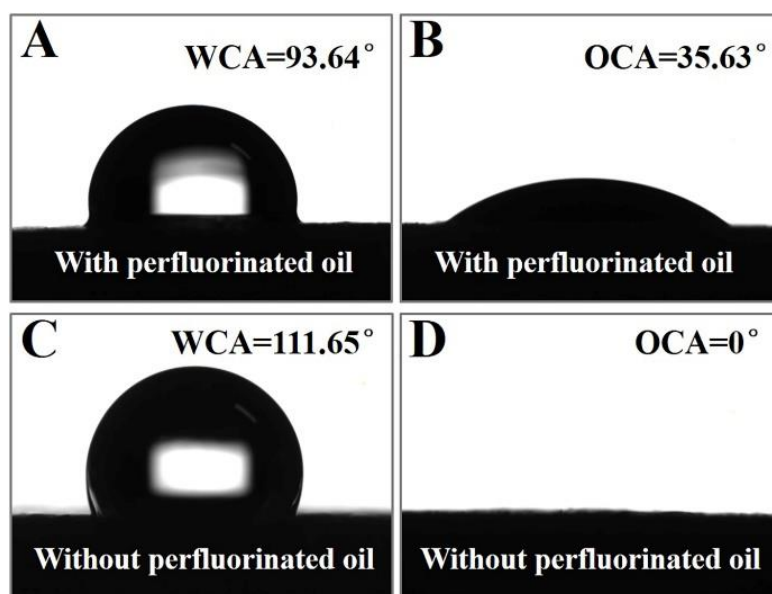 A
WCA=93.64°
With perfluorinated oil
B
OCA=35.63°
With perfluorinated oil
C
WCA=111.65°
Without perfluorinated oil
D
OCA=0°
Without perfluorinated oil